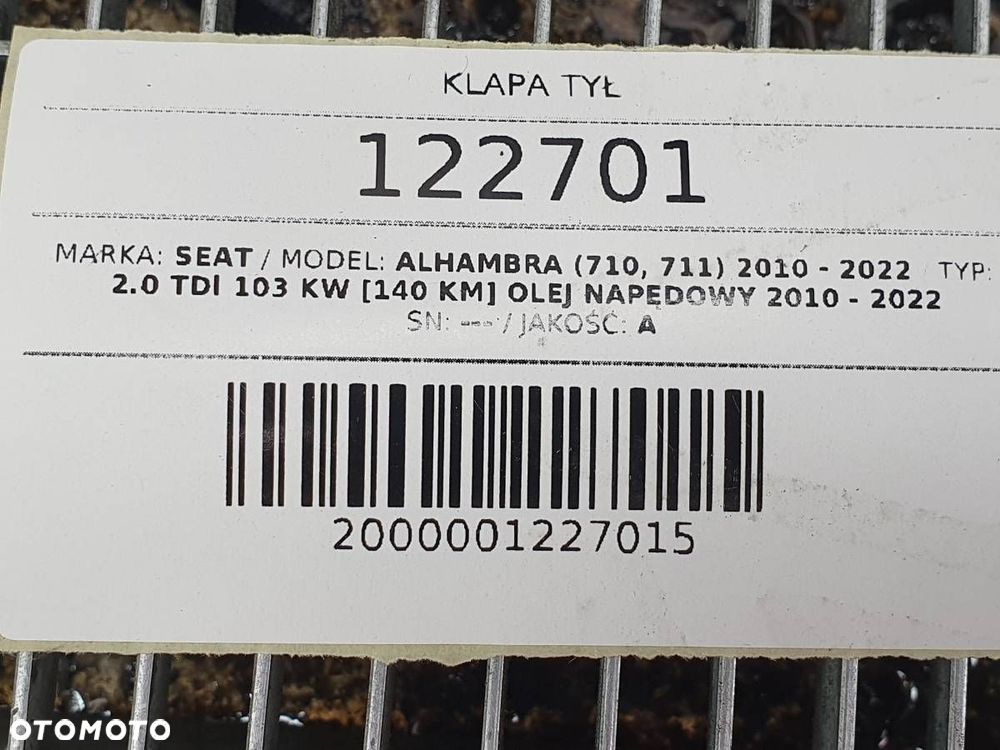 KLAPA TYŁ
122701
MARKA: SEAT / MODEL: ALHAMBRA (710, 711) 2010 - 2022 TYP:
2.0 TDI 103 KW [140 KM] OLEJ NAPĘDOWY 2010 - 2022
SN: --- / JAKOŚĆ: A
2000001227015
OTOMOTO